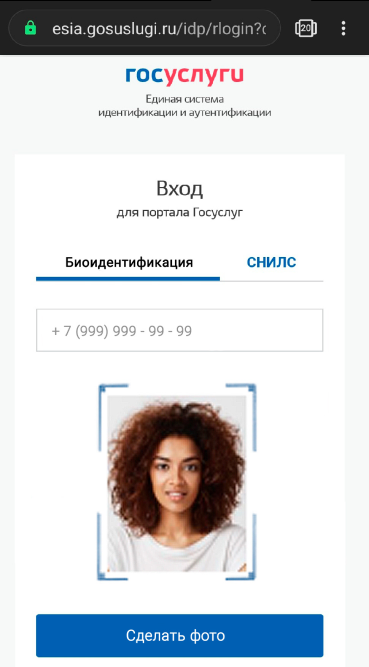 esia.gosuslugi.ru/idp/rlogin?c
20
госуслуги
Единая система
идентификации и аутентификации
Вход
для портала Госуслуг
Биоидентификация
СНИЛС
+ 7 (999) 999 - 99 - 99
Сделать фото